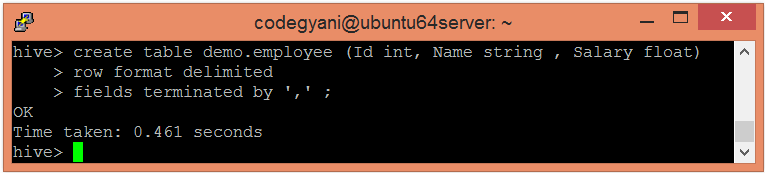 codegyani@ubuntu64server: ~
hive> create table demo.employee (Id int, Name string , Salary float)
    > row format delimited
    > fields terminated by ',' ;
OK
Time taken: 0.461 seconds
hive>